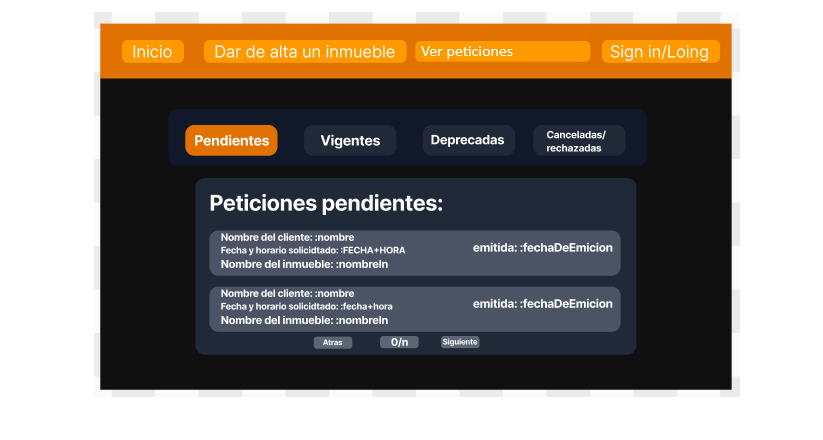 Inicio
Dar de alta un inmueble
Ver peticiones
Sign in/Loing
Pendientes
Vigentes
Deprecadas
Canceladas/
rechazadas
Peticiones pendientes:
Nombre del cliente: :nombre
Fecha y horario solicidtado: :FECHA+HORA
Nombre del inmueble: :nombreIn
emitida: :fechaDeEmicion
Nombre del cliente: :nombre
Fecha y horario solicidtado: :fecha+hora
Nombre del inmueble: :nombreIn
emitida: :fechaDeEmicion
Atras
0/n
Siguiente